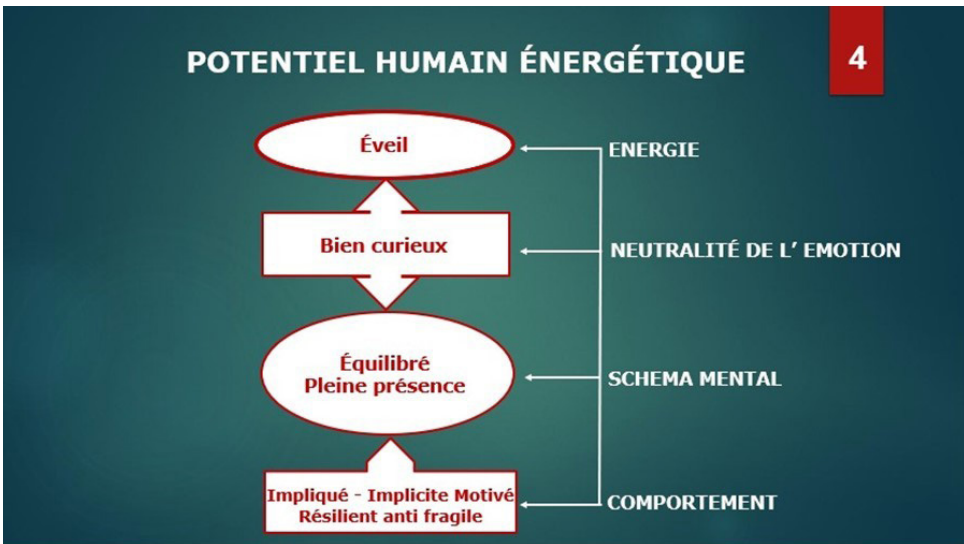 POTENTIEL HUMAIN ÉNERGÉTIQUE
4
Éveil
ENERGIE
Bien curieux
NEUTRALITÉ DE L' EMOTION
Équilibré
Pleine présence
SCHEMA MENTAL
Impliqué - Implicite Motivé
Résilient anti fragile
COMPORTEMENT